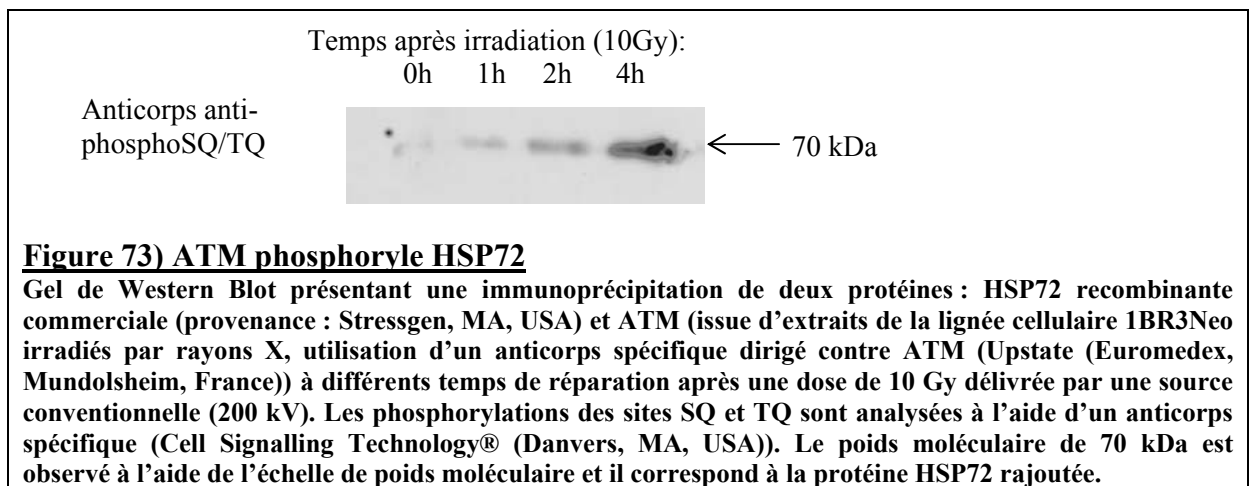 Temps après irradiation (10Gy):
0h 1h 2h 4h
Anticorps anti-
phosphoSQ/TQ
70 kDa
Figure 73) ATM phosphoryle HSP72
Gel de Western Blot présentant une immunoprécipitation de deux protéines : HSP72 recombinante
commerciale (provenance : Stressgen, MA, USA) et ATM (issue d'extraits de la lignée cellulaire 1BR3Neo
irradiés par rayons X, utilisation d'un anticorps spécifique dirigé contre ATM (Upstate (Euromedex,
Mundolsheim, France)) à différents temps de réparation après une dose de 10 Gy délivrée par une source
conventionnelle (200 kV). Les phosphorylations des sites SQ et TQ sont analysées à l'aide d'un anticorps
spécifique (Cell Signalling Technology® (Danvers, MA, USA)). Le poids moléculaire de 70 kDa est
observé à l'aide de l'échelle de poids moléculaire et il correspond à la protéine HSP72 rajoutée.